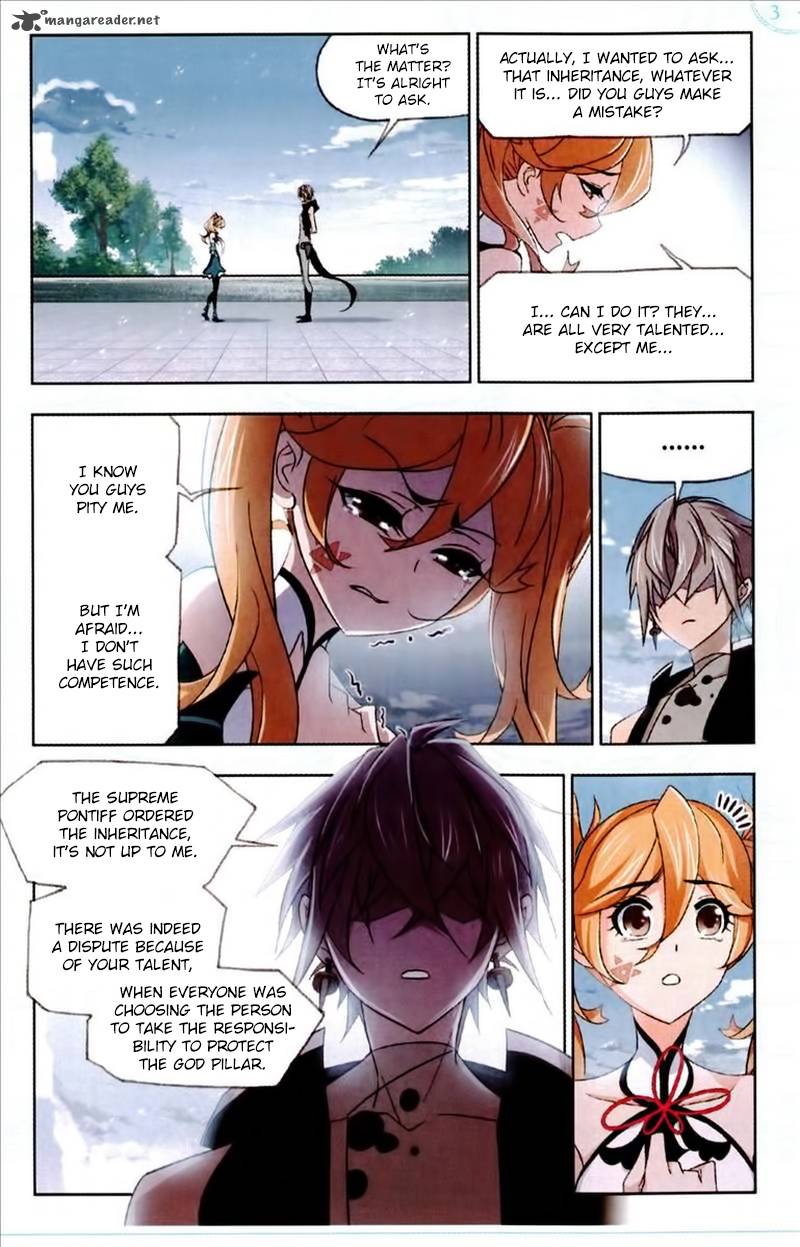 mangareader.net
3
WHAT'S
THE MATTER?
IT'S ALRIGHT
TO ASK.
ACTUALLY, I WANTED TO ASK...
THAT INHERITANCE, WHATEVER
IT IS... DID YOU GUYS MAKE
A MISTAKE?
I... CAN I DO IT? THEY...
ARE ALL VERY TALENTED...
EXCEPT ME...
I KNOW
YOU GUYS
PITY ME.
BUT I'M
AFRAID...
I DON'T
HAVE SUCH
COMPETENCE.
......
THE SUPREME
PONTIFF ORDERED
THE INHERITANCE,
IT'S NOT UP TO ME.
THERE WAS INDEED
A DISPUTE BECAUSE
OF YOUR TALENT,
WHEN EVERYONE WAS
CHOOSING THE PERSON
TO TAKE THE RESPONSI-
BILITY TO PROTECT
THE GOD PILLAR.